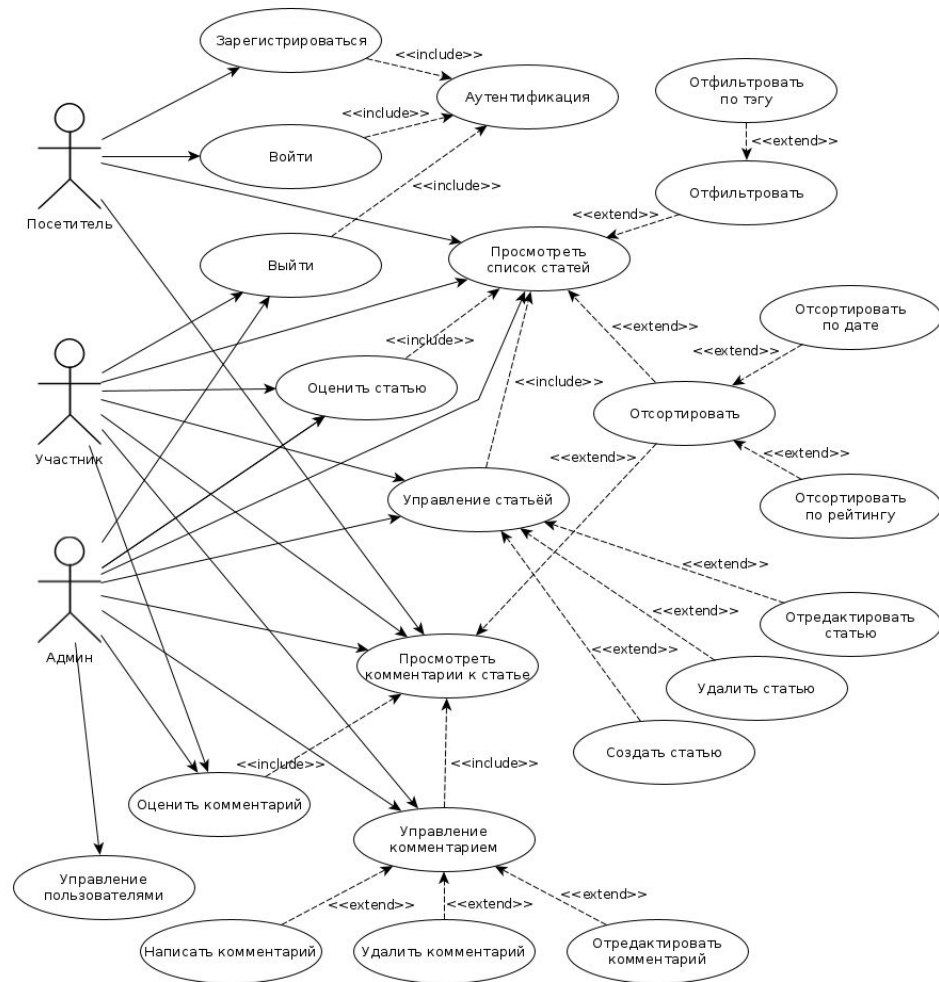 Зарегистрироваться
<<include>>
Аутентификация
Отфильтровать
по тэгу
<<include>>
<<extend>>
Войти
<<include>>
Отфильтровать
Посетитель
<<extend>>
Выйти
Просмотреть
список статей
Отсортировать
по дате
<<extend>>
<<include>>
<<extend>>
Оценить статью
<<include>>
Отсортировать
Участник
<<extend>>
<<extend>>
Управление статьёй
Отсортировать
по рейтингу
<<extend>>
<<extend>>
Отредактировать
статью
<<extend>>
Админ
Просмотреть
комментарии к статье
Удалить статью
Создать статью
<<include>>
<<include>>
Оценить комментарий
Управление
комментарием
Управление
пользователями
<<extend>>
<<extend>>
<<extend>>
Написать комментарий
Удалить комментарий
Отредактировать
комментарий